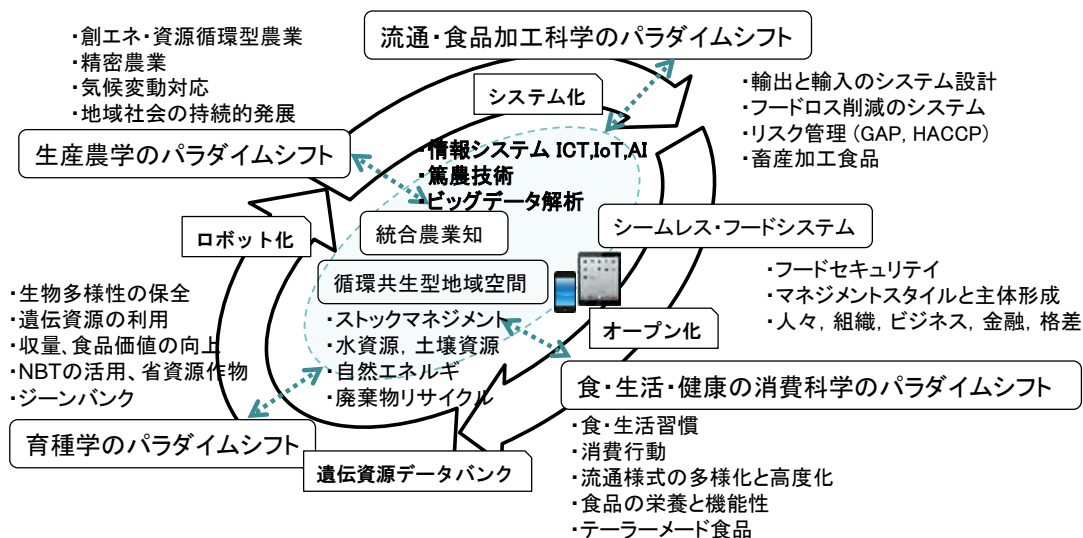 ・創エネ・資源循環型農業
・精密農業
・気候変動対応
・地域社会の持続的発展
生産農学のパラダイムシフト
流通・食品加工科学のパラダイムシフト
システム化
・輸出と輸入のシステム設計
・フードロス削減のシステム
・リスク管理 (GAP, HACCP)
・畜産加工食品
・情報システム ICT,IoT,AI
・篤農技術
・ビッグデータ解析
統合農業知
ロボット化
シームレス・フードシステム
・フードセキュリテイ
・マネジメントスタイルと主体形成
・人々, 組織, ビジネス, 金融, 格差
循環共生型地域空間
・ストックマネジメント
・水資源, 土壌資源
・自然エネルギ
・廃棄物リサイクル
オープン化
・生物多様性の保全
・遺伝資源の利用
・収量、食品価値の向上
・NBTの活用、省資源作物
・ジーンバンク
育種学のパラダイムシフト
遺伝資源データバンク
食・生活・健康の消費科学のパラダイムシフト
・食・生活習慣
・消費行動
・流通様式の多様化と高度化
・食品の栄養と機能性
・テーラーメード食品